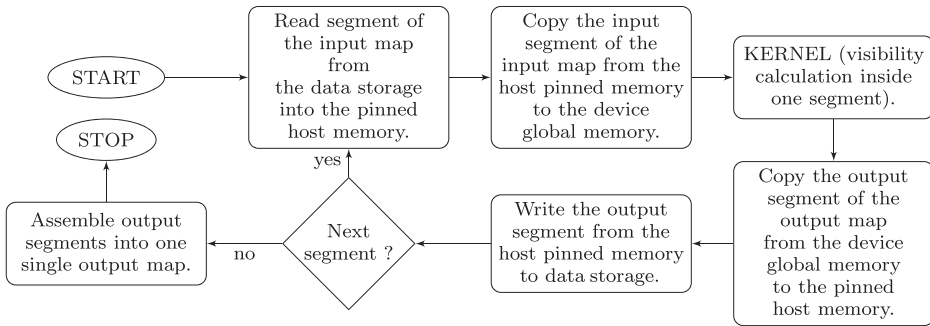 START
Read segment of
the input map
from
the data storage
into the pinned
host memory.
Copy the input
segment of the
input map from the
host pinned memory
to the device
global memory.
KERNEL (visibility
calculation inside
one segment).
Copy the output
segment of the
output map
from the device
global memory
to the pinned
host memory.
Write the output
segment from the
host pinned memory
to data storage.
Next
segment ?
yes
no
Assemble output
segments into one
single output map.
STOP